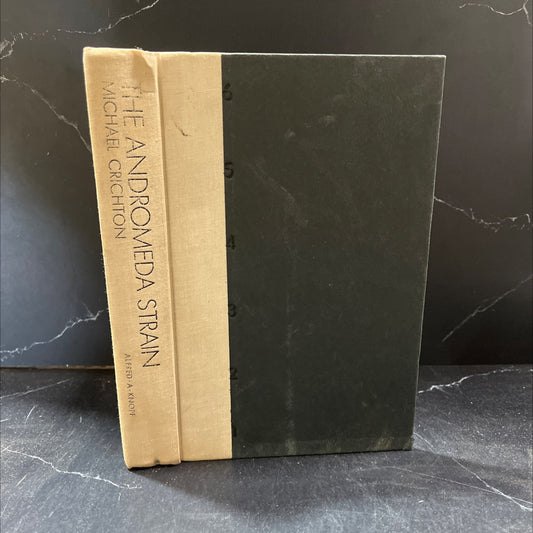 THE ANDROMEDA STRAIN
MICHAEL CRICHTON
ALFRED·A·KNOPF
6
5
4
3
2
1